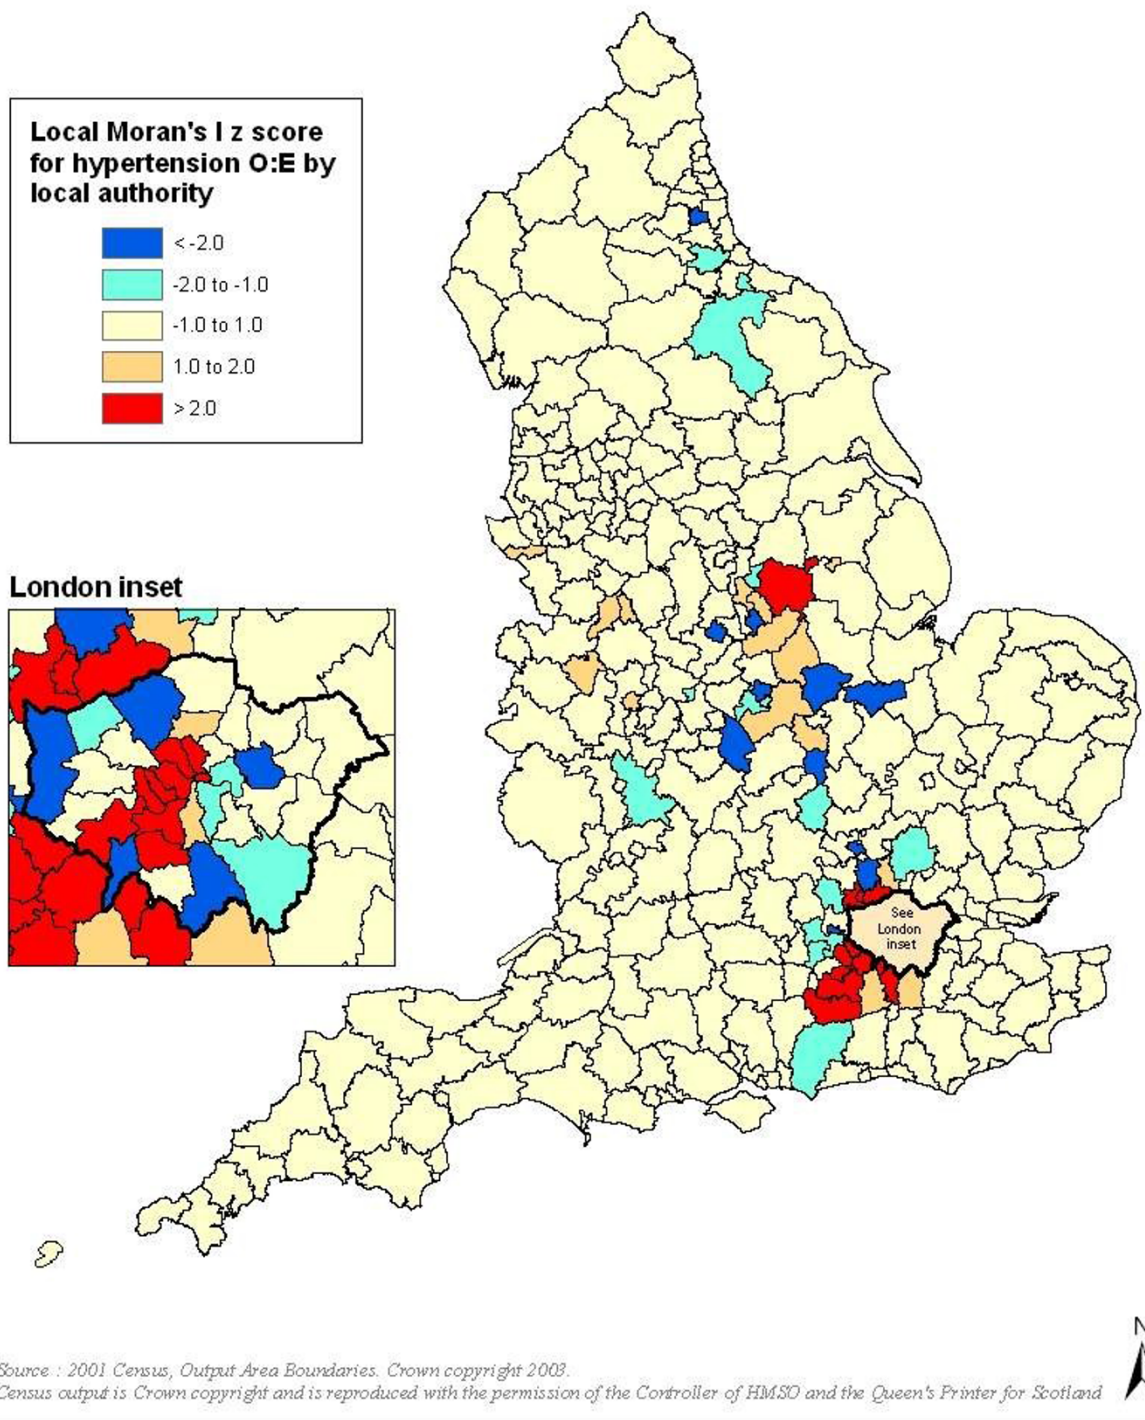 Local Moran's I z score
for hypertension O:E by
local authority
< -2.0
-2.0 to -1.0
-1.0 to 1.0
1.0 to 2.0
> 2.0
London inset
See
London
inset
N
Source : 2001 Census, Output Area Boundaries. Crown copyright 2003.
Census output is Crown copyright and is reproduced with the permission of the Controller of HMSO and the Queen's Printer for Scotland